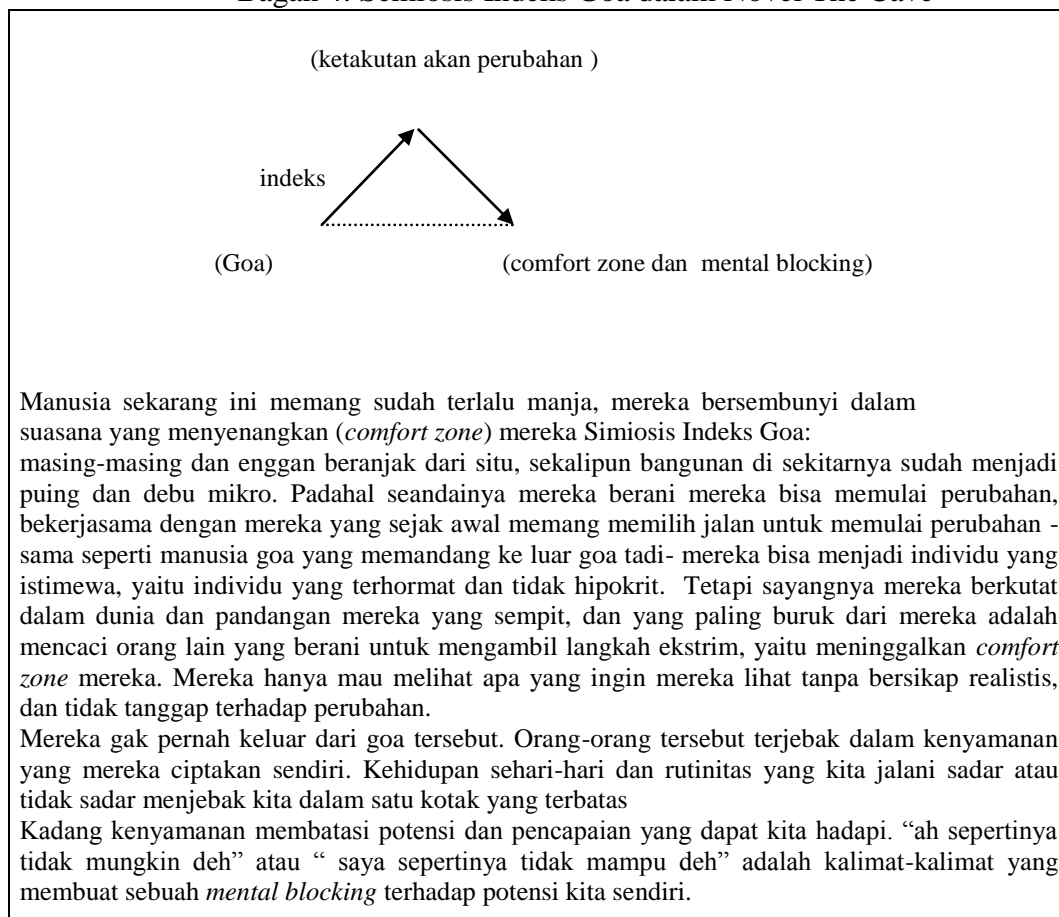 (ketakutan akan perubahan )
indeks
(Goa) (comfort zone dan mental blocking)
Manusia sekarang ini memang sudah terlalu manja, mereka bersembunyi dalam
suasana yang menyenangkan (comfort zone) mereka Simiosis Indeks Goa:
masing-masing dan enggan beranjak dari situ, sekalipun bangunan di sekitarnya sudah menjadi
puing dan debu mikro. Padahal seandainya mereka berani mereka bisa memulai perubahan,
bekerjasama dengan mereka yang sejak awal memang memilih jalan untuk memulai perubahan -
sama seperti manusia goa yang memandang ke luar goa tadi- mereka bisa menjadi individu yang
istimewa, yaitu individu yang terhormat dan tidak hipokrit. Tetapi sayangnya mereka berkutat
dalam dunia dan pandangan mereka yang sempit, dan yang paling buruk dari mereka adalah
mencaci orang lain yang berani untuk mengambil langkah ekstrim, yaitu meninggalkan comfort
zone mereka. Mereka hanya mau melihat apa yang ingin mereka lihat tanpa bersikap realistis,
dan tidak tanggap terhadap perubahan.
Mereka gak pernah keluar dari goa tersebut. Orang-orang tersebut terjebak dalam kenyamanan
yang mereka ciptakan sendiri. Kehidupan sehari-hari dan rutinitas yang kita jalani sadar atau
tidak sadar menjebak kita dalam satu kotak yang terbatas
Kadang kenyamanan membatasi potensi dan pencapaian yang dapat kita hadapi. “ah sepertinya
tidak mungkin deh” atau “ saya sepertinya tidak mampu deh” adalah kalimat-kalimat yang
membuat sebuah mental blocking terhadap potensi kita sendiri.